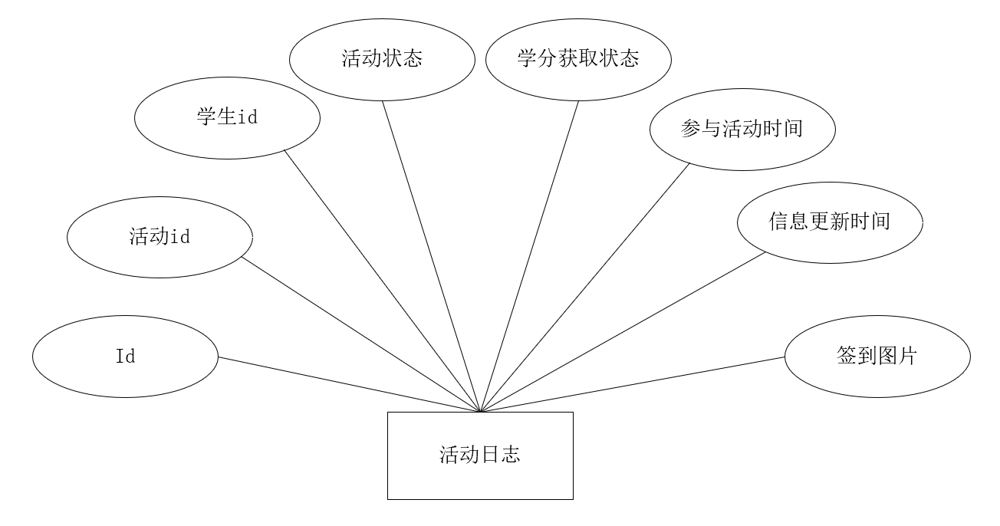 活动状态
学分获取状态
学生id
参与活动时间
信息更新时间
活动id
Id
签到图片
活动日志